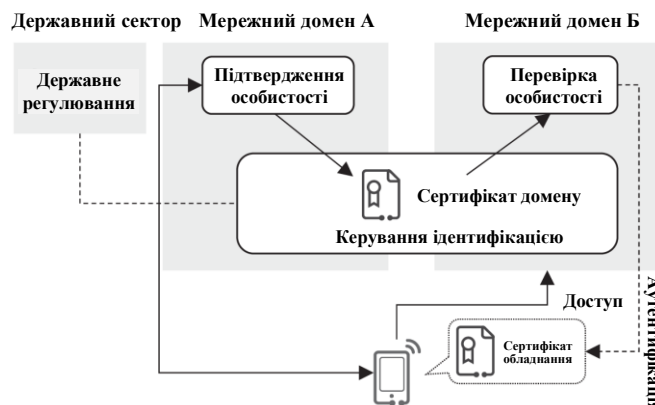 Державний сектор
Мережний домен А
Мережний домен Б
Державне
регулювання
Підтвердження
особистості
Перевірка
особистості
Сертифікат домену
Керування ідентифікацією
Доступ
Сертифікат
обладнання